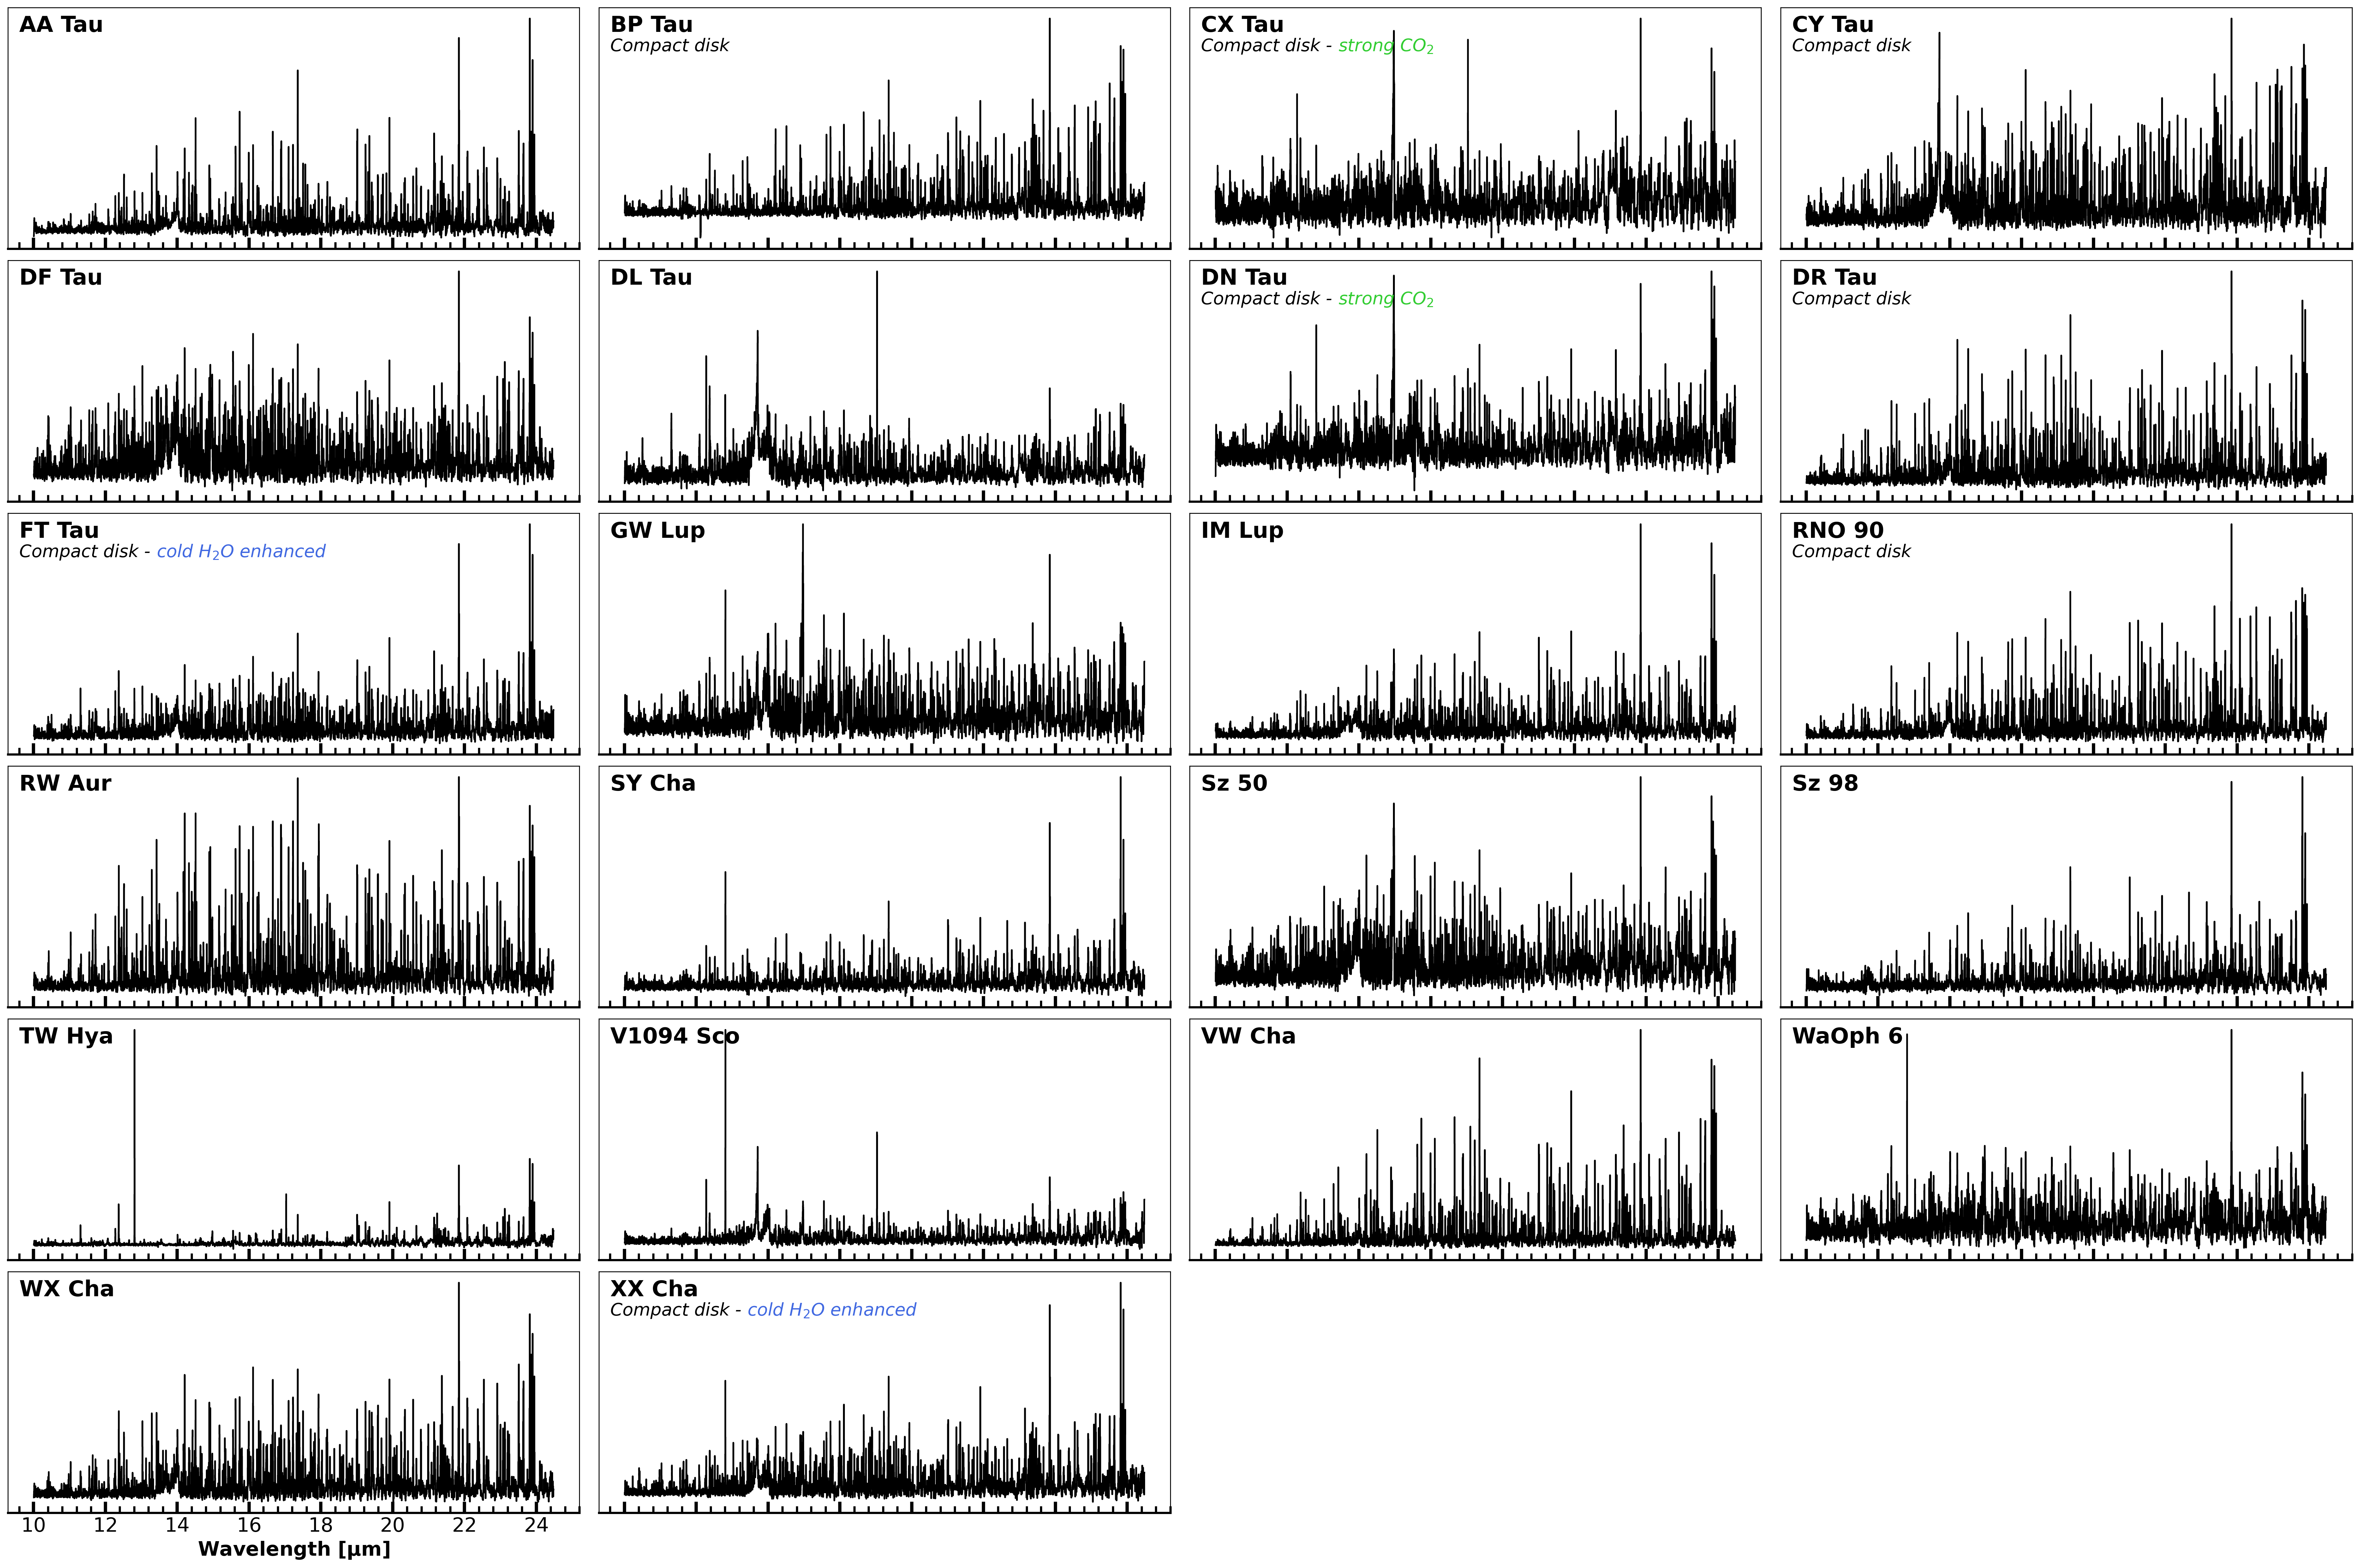 AA Tau
BP Tau
Compact disk
CX Tau
Compact disk - strong CO₂
CY Tau
Compact disk
DF Tau
DL Tau
DN Tau
Compact disk - strong CO₂
DR Tau
Compact disk
FT Tau
Compact disk - cold H₂O enhanced
GW Lup
IM Lup
RNO 90
Compact disk
RW Aur
SY Cha
Sz 50
Sz 98
TW Hya
V1094 Sco
VW Cha
WaOph 6
WX Cha
XX Cha
Compact disk - cold H₂O enhanced
10 12 14 16 18 20 22 24
Wavelength [μm]